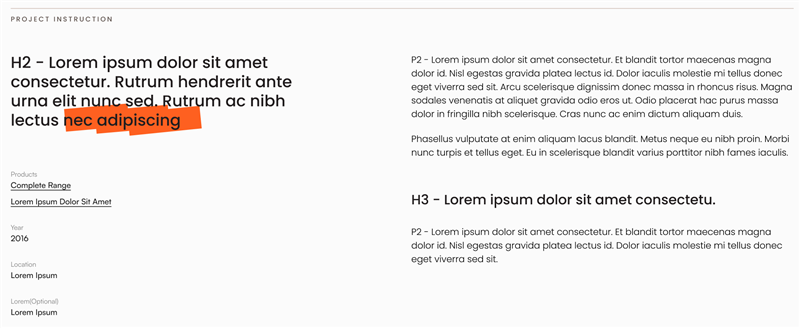 PROJECT INSTRUCTION
H2 - Lorem ipsum dolor sit amet
consectetur. Rutrum hendrerit ante
urna elit nunc sed. Rutrum ac nibh
lectus nec adipiscing
Products
Complete Range
Lorem Ipsum Dolor Sit Amet
Year
2016
Location
Lorem Ipsum
Lorem(Optional)
Lorem Ipsum
P2 - Lorem ipsum dolor sit amet consectetur. Et blandit tortor maecenas magna
dolor id. Nisl egestas gravida platea lectus id. Dolor iaculis molestie mi tellus dolor
eget viverra sed sit. Arcu scelerisque dignissim donec massa in rhoncus risus. Magna
sodales venenatis at aliquet gravida odio eros ut. Odio placerat hac purus massa
dolor in fringilla nibh scelerisque. Cras nunc ac enim dictum aliquam duis.
Phasellus vulputate at enim aliquam lacus blandit. Metus neque eu nibh proin. Morbi
nunc turpis et tellus eget. Eu in scelerisque blandit varius porttitor nibh fames iaculis.
H3 - Lorem ipsum dolor sit amet consectetu.
P2 - Lorem ipsum dolor sit amet consectetur. Et blandit tortor maecenas magna
dolor id. Nisl egestas gravida platea lectus id. Dolor iaculis molestie mi tellus dolor
eget viverra sed sit.